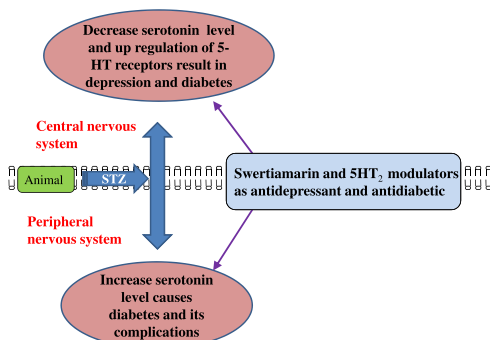 Decrease serotonin level
and up regulation of 5-
HT receptors result in
depression and diabetes
Central nervous
system
Animal
STZ
Swertiamarin and 5HT₂ modulators
as antidepressant and antidiabetic
Peripheral
nervous system
Increase serotonin
level causes
diabetes and its
complications